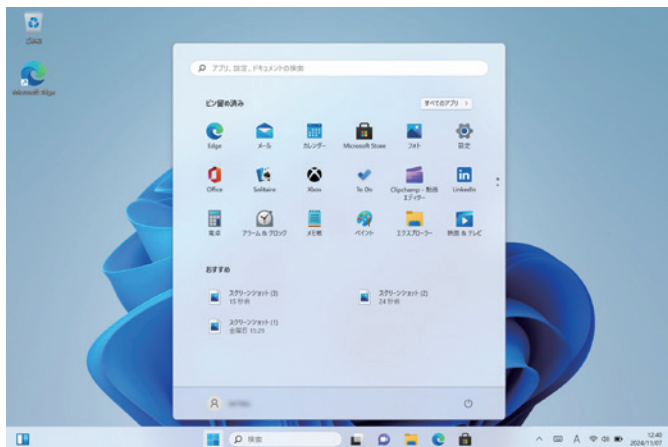 ごみ箱
Microsoft Edge
アプリ、設定、ドキュメントの検索
ピン留め済み
すべてのアプリ >
Edge
メール
カレンダー
Microsoft Store
フォト
設定
Office
Solitaire
Xbox
To Do
Clipchamp - 動画
エディター
LinkedIn
電卓
アラーム & クロック
メモ帳
ペイント
エクスプローラー
映画 & テレビ
おすすめ
スクリーンショット (3)
15 秒前
スクリーンショット (2)
24 秒前
スクリーンショット (1)
金曜日 15:29
検索
A
12:40
2024/11/07